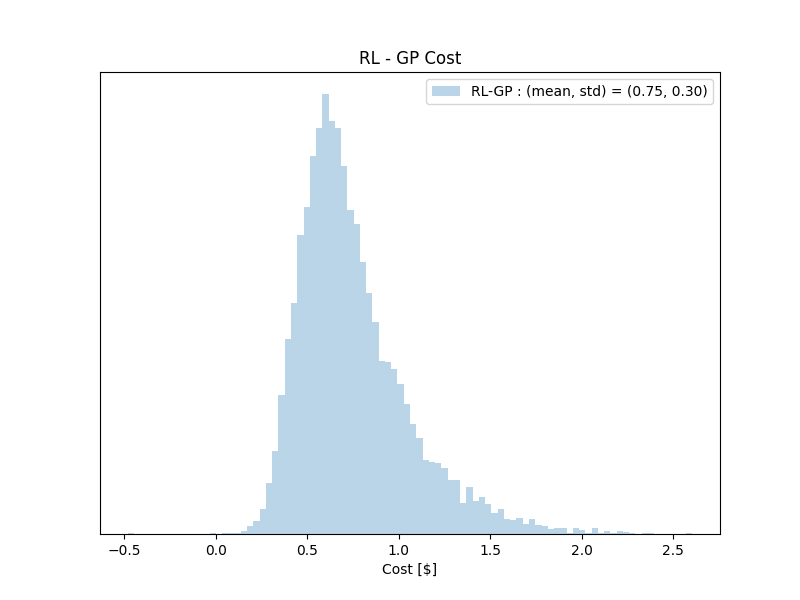 RL - GP Cost
RL-GP : (mean, std) = (0.75, 0.30)
−0.5 0.0 0.5 1.0 1.5 2.0 2.5
Cost [$]